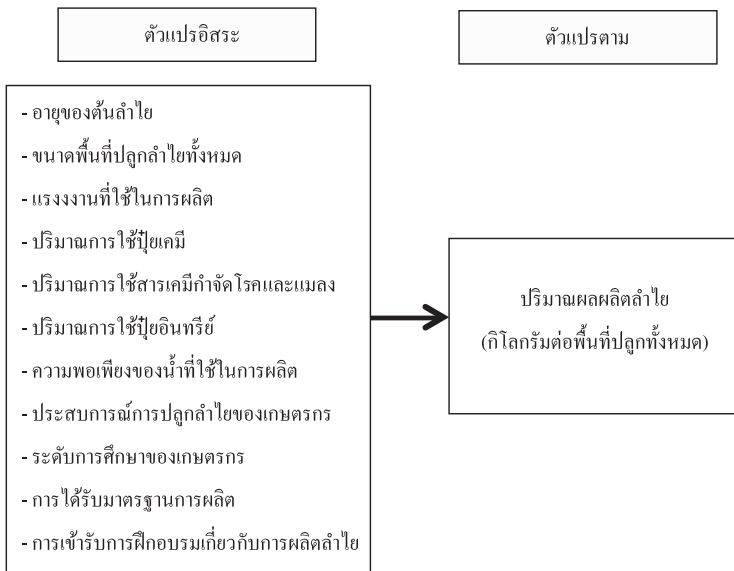 ตัวแปรอิสระ
ตัวแปรตาม
- อายุของต้นลำไย
- ขนาดพื้นที่ปลูกลำไยทั้งหมด
- แรงงงานที่ใช้ในการผลิต
- ปริมาณการใช้ปุ๋ยเคมี
- ปริมาณการใช้สารเคมีกำจัดโรคและแมลง
- ปริมาณการใช้ปุ๋ยอินทรีย์
- ความพอเพียงของน้ำที่ใช้ในการผลิต
- ประสบการณ์การปลูกลำไยของเกษตรกร
- ระดับการศึกษาของเกษตรกร
- การได้รับมาตรฐานการผลิต
- การเข้ารับการฝึกอบรมเกี่ยวกับการผลิตลำไย
ปริมาณผลผลิตลำไย
(กิโลกรัมต่อพื้นที่ปลูกทั้งหมด)